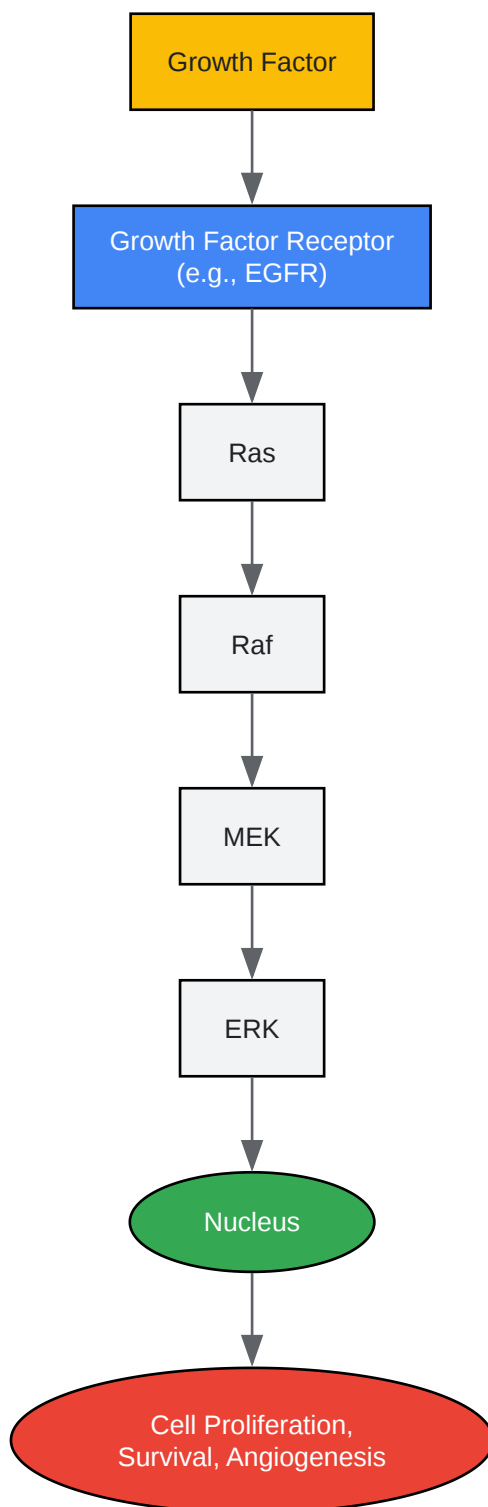 Growth Factor
Growth Factor Receptor
(e.g., EGFR)
Ras
Raf
MEK
ERK
Nucleus
Cell Proliferation,
Survival, Angiogenesis